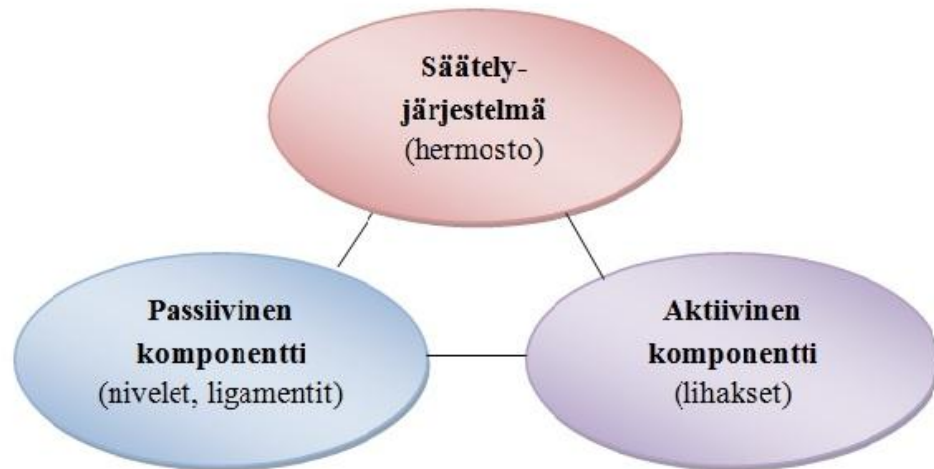 Säätely-
järjestelmä
(hermosto)
Passiivinen
komponentti
(nivelet, ligamentit)
Aktiivinen
komponentti
(lihakset)